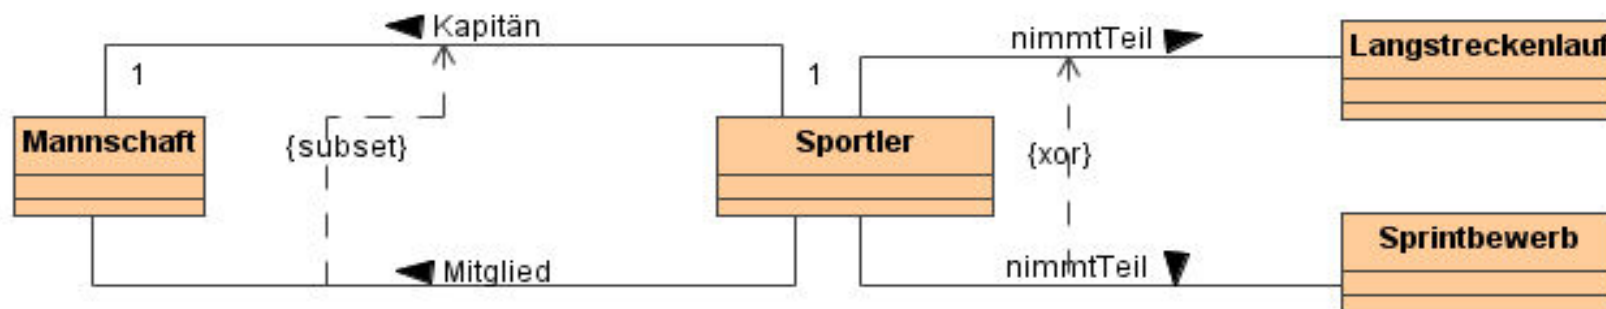 Kapitän
nimmtTeil
Langstreckenlauf
1
1
Mannschaft
{subset}
Sportler
{xor}
Mitglied
nimmtTeil
Sprintbewerb